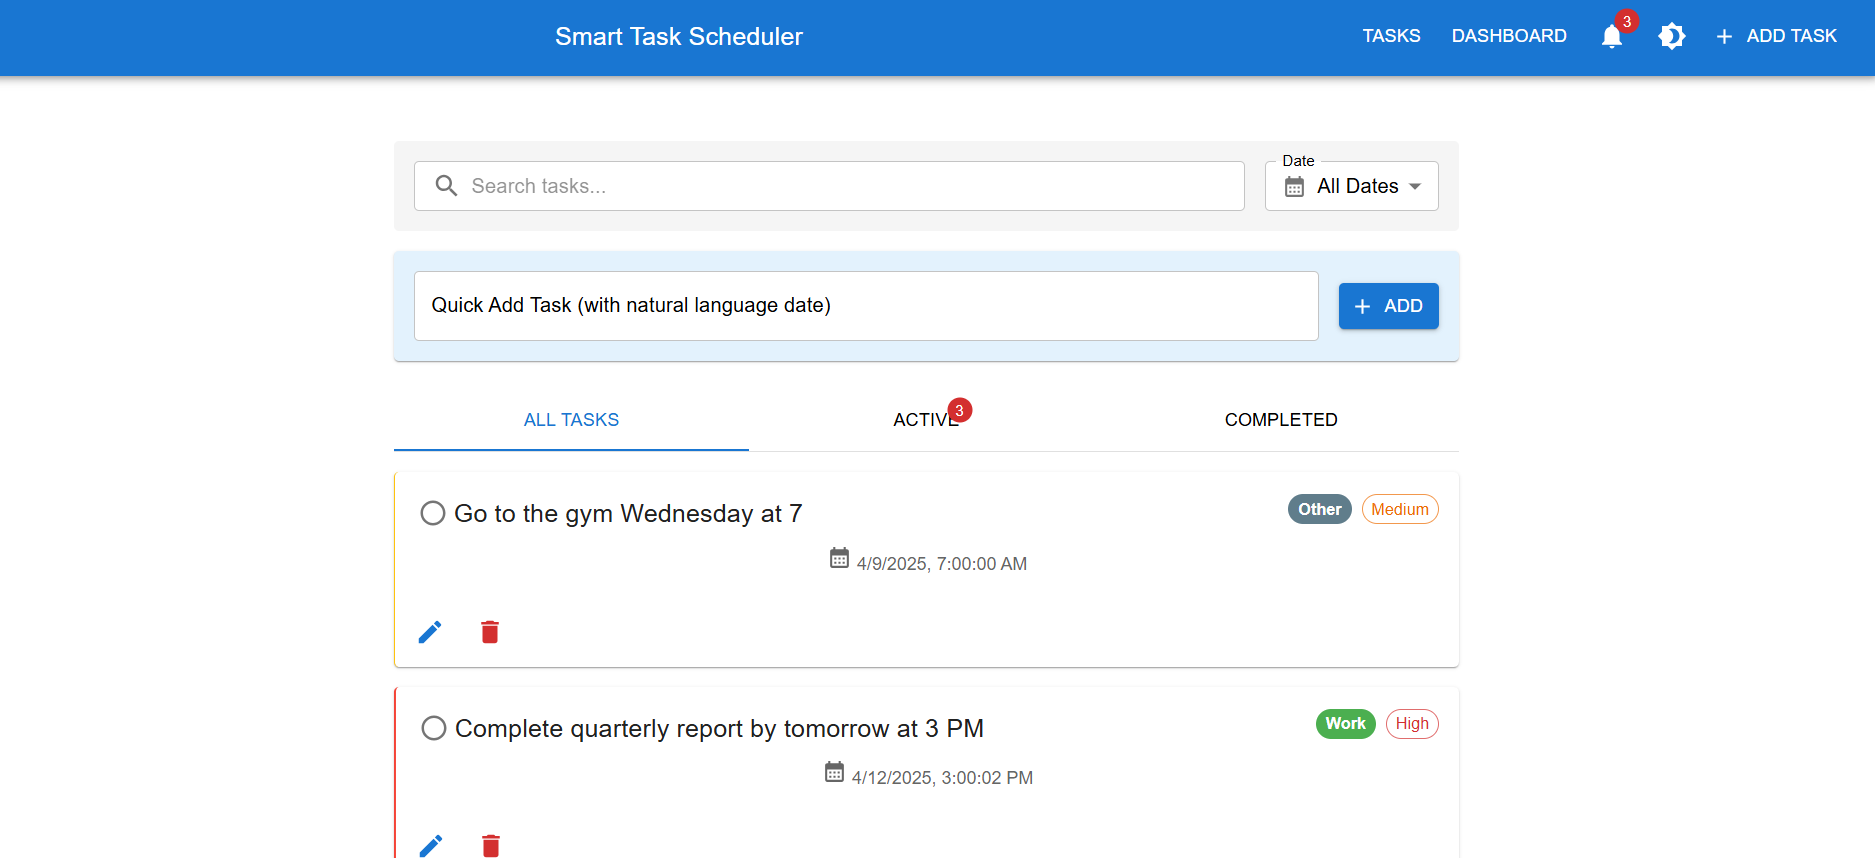 Smart Task Scheduler
TASKS DASHBOARD 3 ADD TASK
Date
Search tasks... All Dates
Quick Add Task (with natural language date) ADD
ALL TASKS ACTIVE 3 COMPLETED
Go to the gym Wednesday at 7 Other Medium
4/9/2025, 7:00:00 AM
Complete quarterly report by tomorrow at 3 PM Work High
4/12/2025, 3:00:02 PM